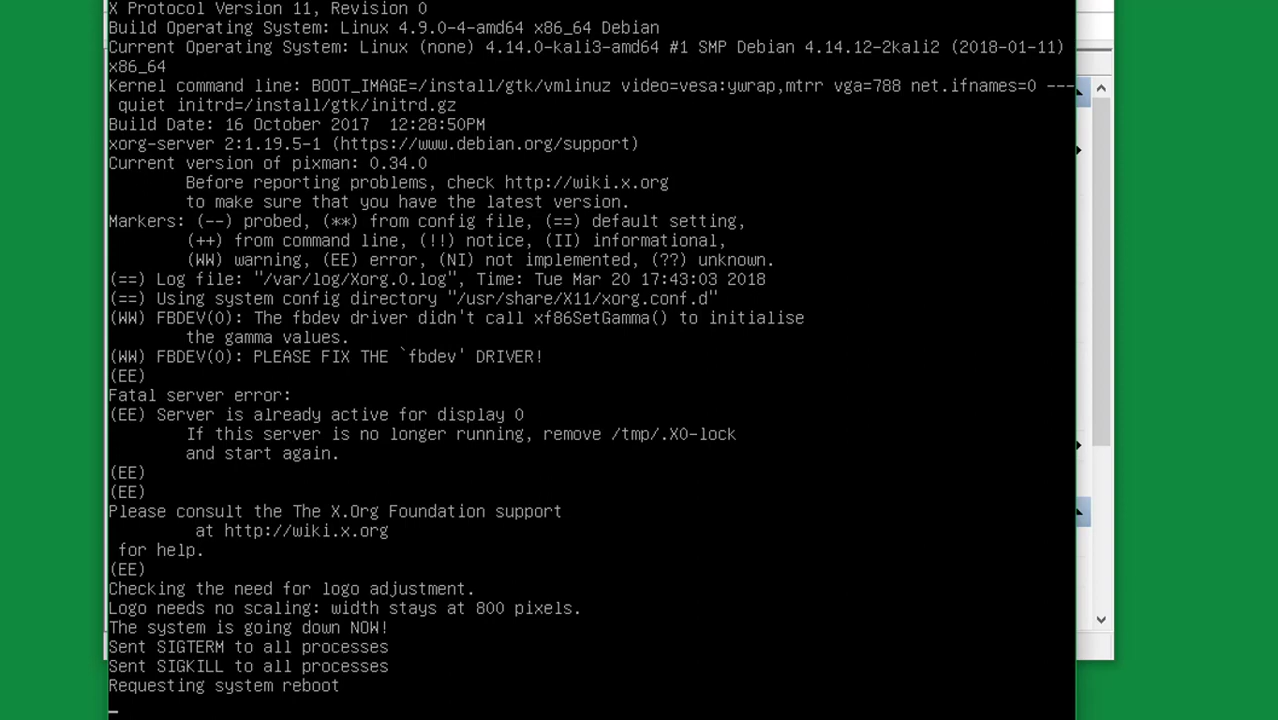 X Protocol Version 11, Revision 0
Build Operating System: Linux 4.9.0-4-amd64 x86_64 Debian
Current Operating System: Linux (none) 4.14.0-kali3-amd64 #1 SMP Debian 4.14.12-2kali2 (2018-01-11)
x86_64
Kernel command line: BOOT_IMAGE=/install/gtk/vmlinuz video=vesa:ywrap,mtrr vga=788 net.ifnames=0 ---
 quiet initrd=/install/gtk/initrd.gz
Build Date: 16 October 2017  12:28:50PM
xorg-server 2:1.19.5-1 (https://www.debian.org/support)
Current version of pixman: 0.34.0
        Before reporting problems, check http://wiki.x.org
        to make sure that you have the latest version.
Markers: (--) probed, (**) from config file, (==) default setting,
        (++) from command line, (!!) notice, (II) informational,
        (WW) warning, (EE) error, (NI) not implemented, (??) unknown.
(==) Log file: "/var/log/Xorg.0.log", Time: Tue Mar 20 17:43:03 2018
(==) Using system config directory "/usr/share/X11/xorg.conf.d"
(WW) FBDEV(0): The fbdev driver didn't call xf86SetGamma() to initialise
        the gamma values.
(WW) FBDEV(0): PLEASE FIX THE `fbdev' DRIVER!
(EE)
Fatal server error:
(EE) Server is already active for display 0
        If this server is no longer running, remove /tmp/.X0-lock
        and start again.
(EE)
(EE)
Please consult the The X.Org Foundation support
         at http://wiki.x.org
 for help.
(EE)
Checking the need for logo adjustment.
Logo needs no scaling: width stays at 800 pixels.
The system is going down NOW!
Sent SIGTERM to all processes
Sent SIGKILL to all processes
Requesting system reboot